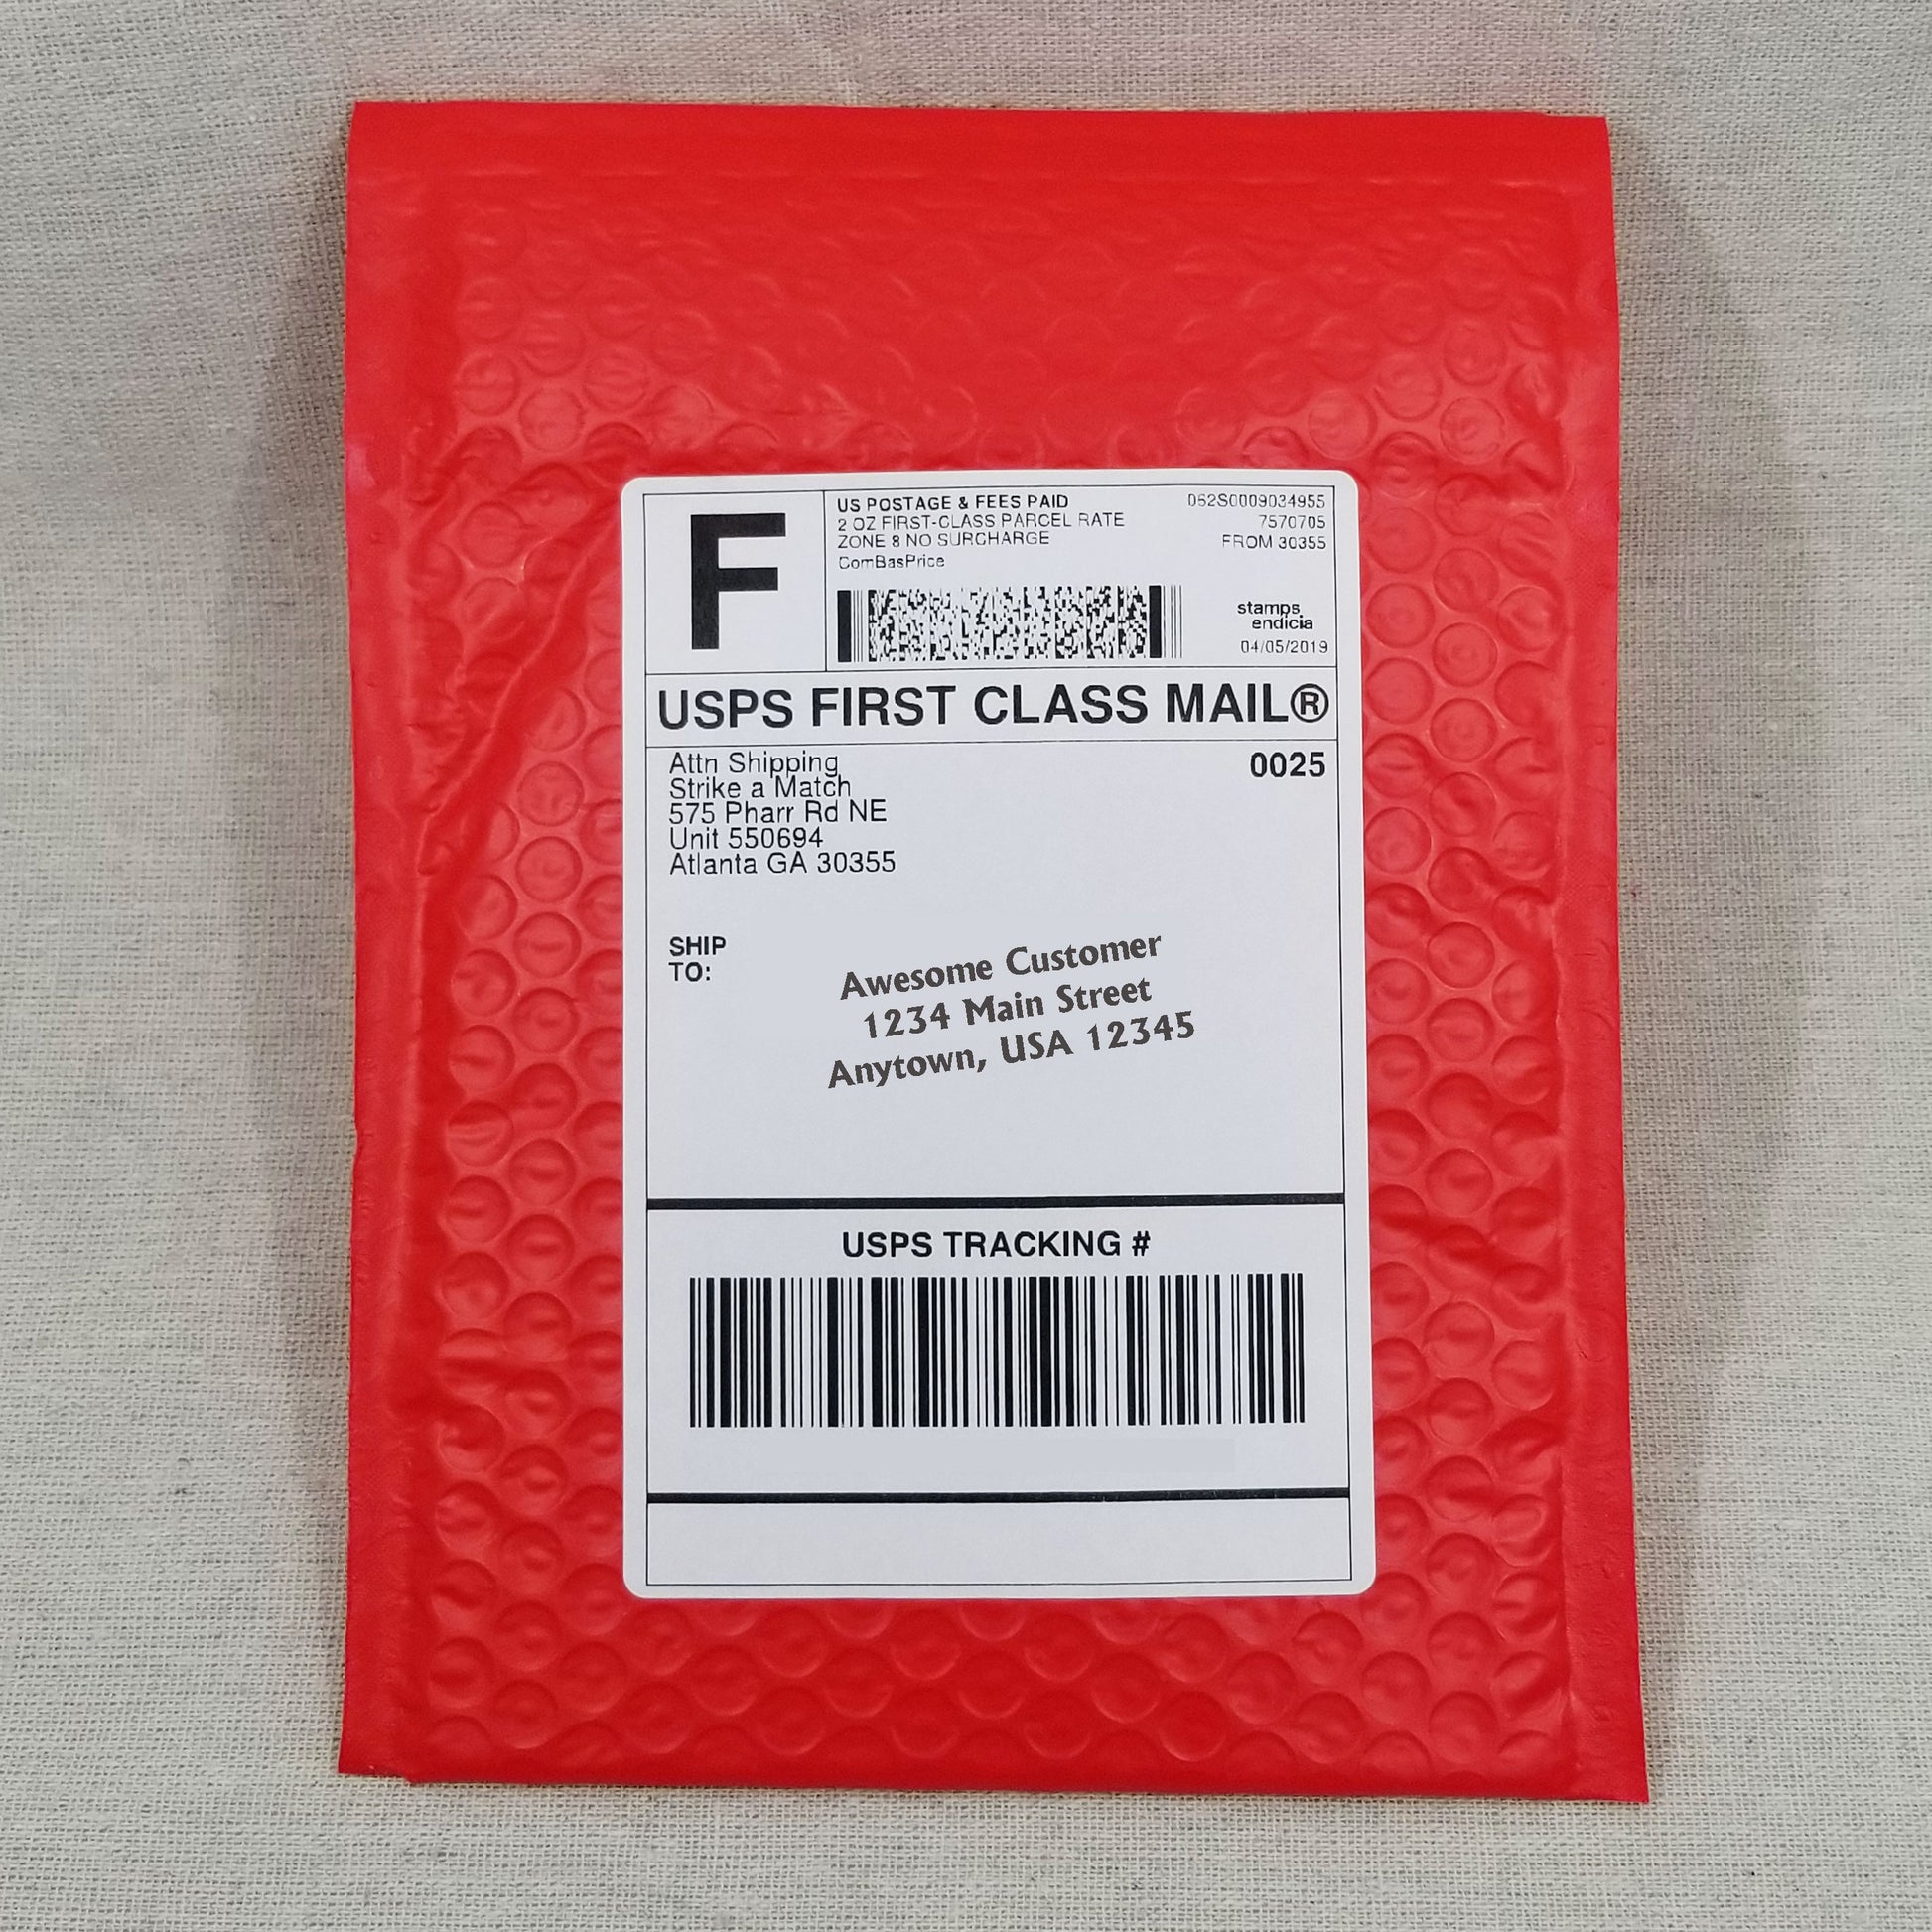 F
US POSTAGE & FEES PAID
2 OZ FIRST-CLASS PARCEL RATE
ZONE 8 NO SURCHARGE
ComBasPrice
062S0009034955
7570705
FROM 30355
stamps
endicia
04/05/2019
USPS FIRST CLASS MAIL®
Attn Shipping
Strike a Match
575 Pharr Rd NE
Unit 550694
Atlanta GA 30355
0025
SHIP
TO:
Awesome Customer
1234 Main Street
Anytown, USA 12345
USPS TRACKING #